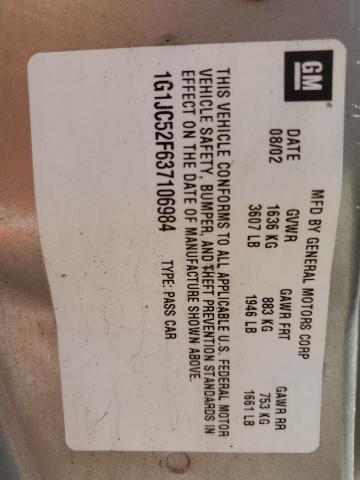 GM
MFD BY GENERAL MOTORS CORP
DATE GVWR GAWR FRT GAWR RR
08/02 1636 KG 883 KG 753 KG
3607 LB 1946 LB 1661 LB
THIS VEHICLE CONFORMS TO ALL APPLICABLE U.S. FEDERAL MOTOR
VEHICLE SAFETY, BUMPER, AND THEFT PREVENTION STANDARDS IN
EFFECT ON THE DATE OF MANUFACTURE SHOWN ABOVE.
1G1JC52F637106984 TYPE: PASS CAR